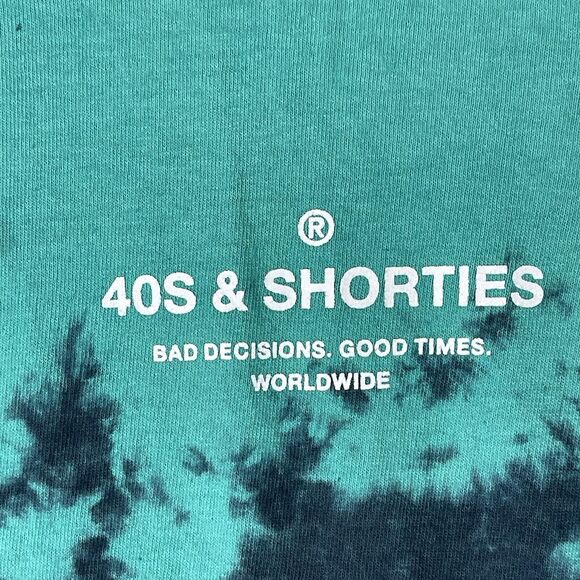 ®
40S & SHORTIES
BAD DECISIONS. GOOD TIMES.
WORLDWIDE